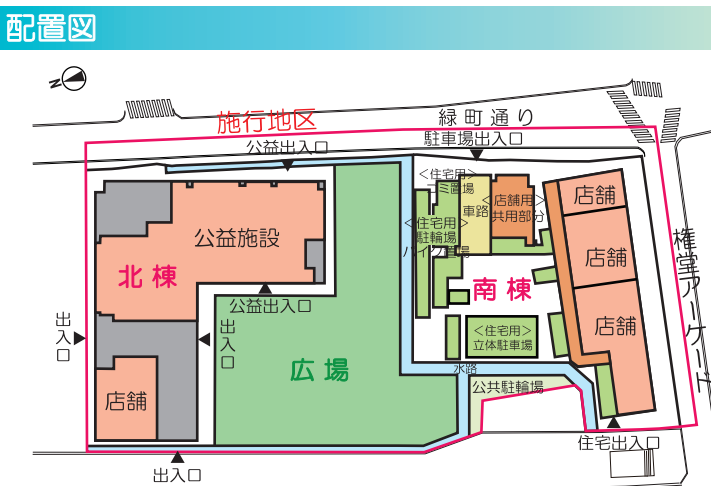 配置図
N
施行地区
緑町通り
公益出入口
駐車場出入口
<住宅用>
ゴミ置場
車路
<店舗用>
共用部分
店舗
公益施設
<住宅用>
駐輪場
バイク置場
権堂アーケード
店舗
北棟
南棟
公益出入口
出入口
出入口
店舗
<住宅用>
立体駐車場
広場
水路
公共駐輪場
店舗
住宅出入口
出入口